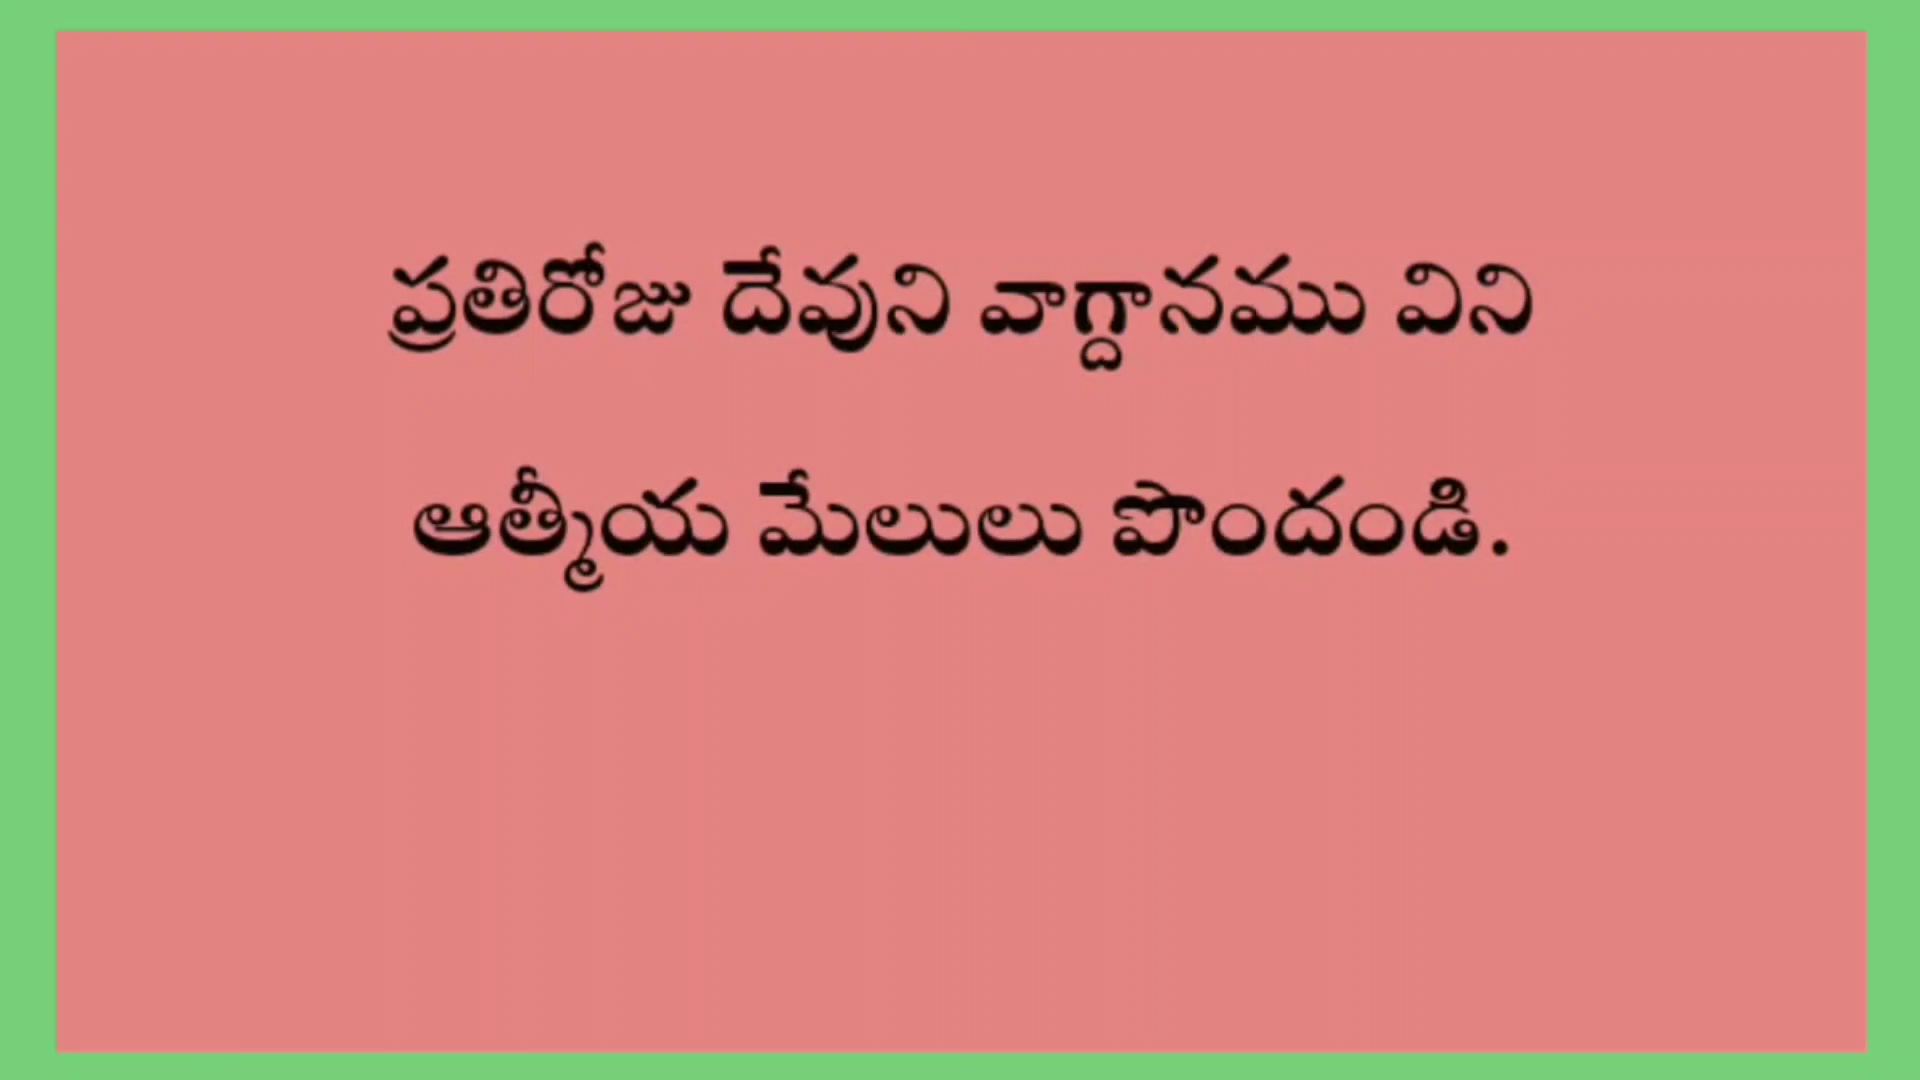 ప్రతిరోజు దేవుని వాగ్దానము విని
ఆత్మీయ మేలులు పొందండి.